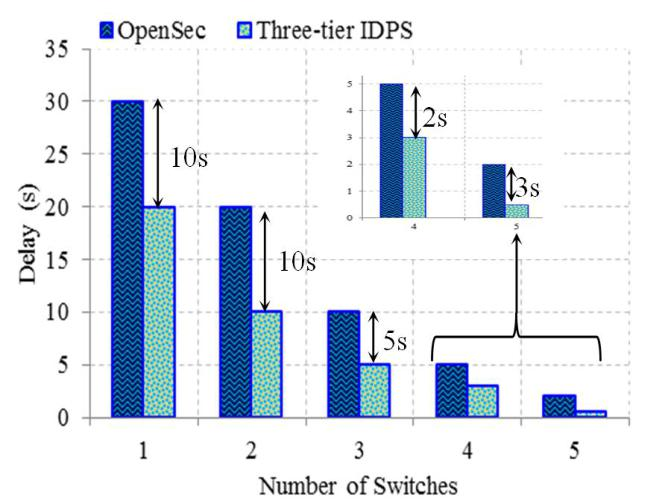 OpenSec Three-tier IDPS
35
30
25
20
15
10
5
0
Delay (s)
10s
10s
5s
5
4
3
2
1
0
2s
3s
4 5
1 2 3 4 5
Number of Switches